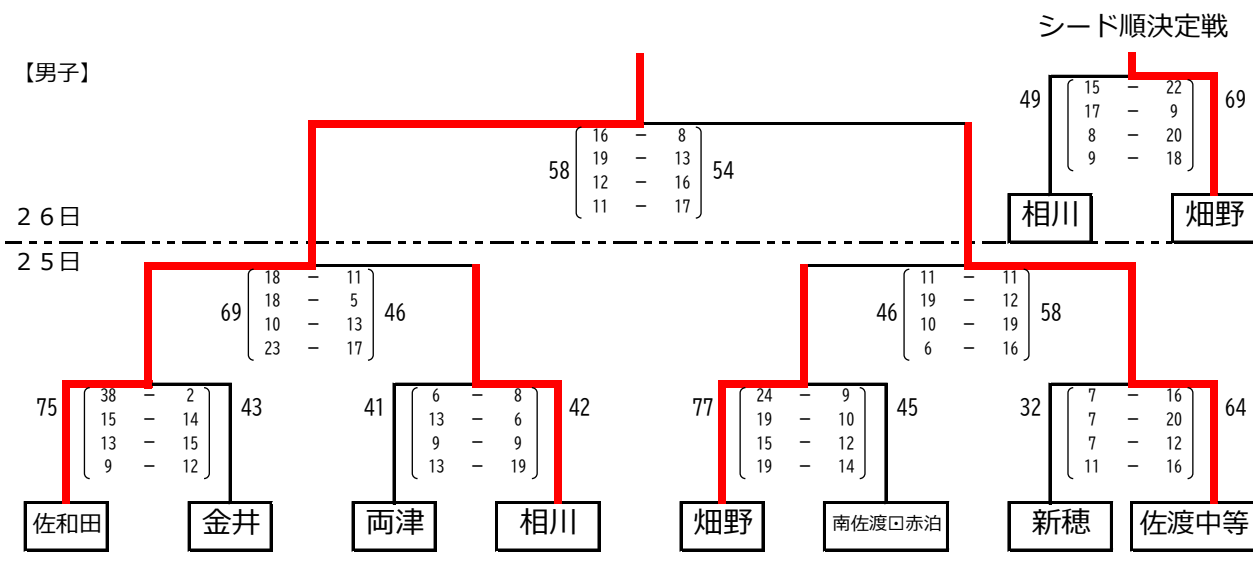 シード順決定戦
【男子】
49 15 － 22 69
17 － 9
8 － 20
9 － 18
相川 畑野
58 16 － 8 54
19 － 13
12 － 16
11 － 17
２６日
２５日
69 18 － 11 46
18 － 5
10 － 13
23 － 17
46 11 － 11 58
19 － 12
10 － 19
6 － 16
75 38 － 2 43
15 － 14
13 － 15
9 － 12
41 6 － 8 42
13 － 6
9 － 9
13 － 19
77 24 － 9 45
19 － 10
15 － 12
19 － 14
32 7 － 16 64
7 － 20
7 － 12
11 － 16
佐和田 金井 両津 相川 畑野 南佐渡⊡赤泊 新穂 佐渡中等